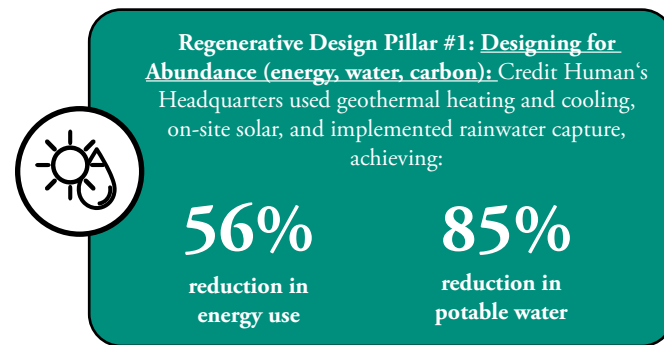 Regenerative Design Pillar #1: Designing for
Abundance (energy, water, carbon): Credit Human‘s
Headquarters used geothermal heating and cooling,
on-site solar, and implemented rainwater capture,
achieving:
56%
reduction in
energy use
85%
reduction in
potable water